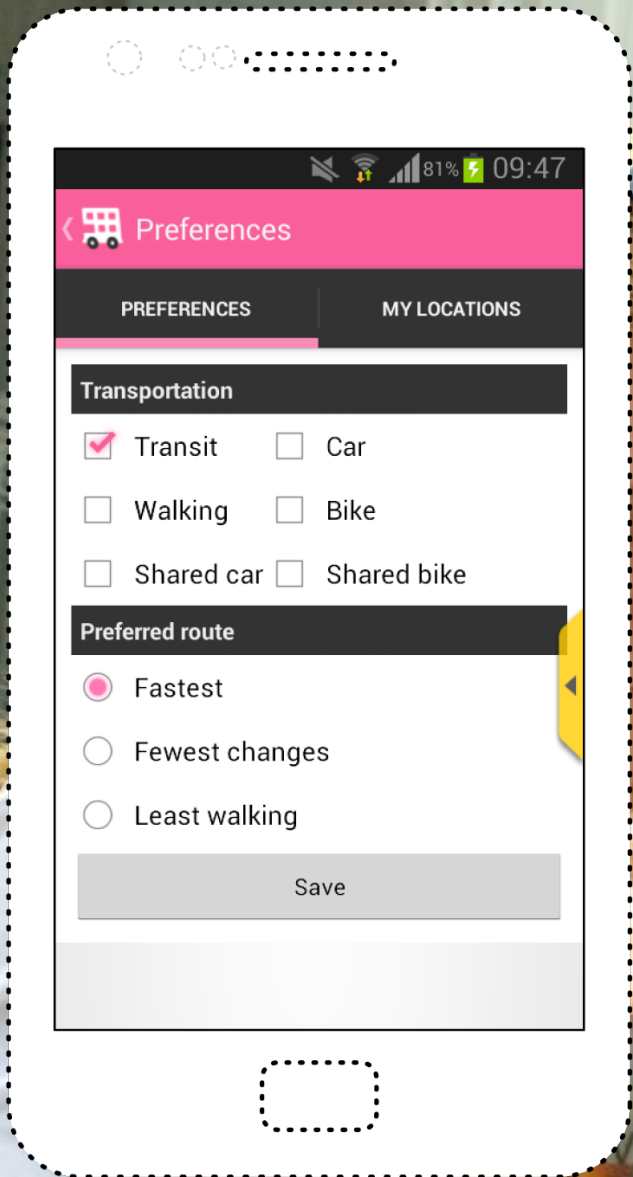 81% 09:47
Preferences
PREFERENCES MY LOCATIONS
Transportation
Transit Car
Walking Bike
Shared car Shared bike
Preferred route
Fastest
Fewest changes
Least walking
Save